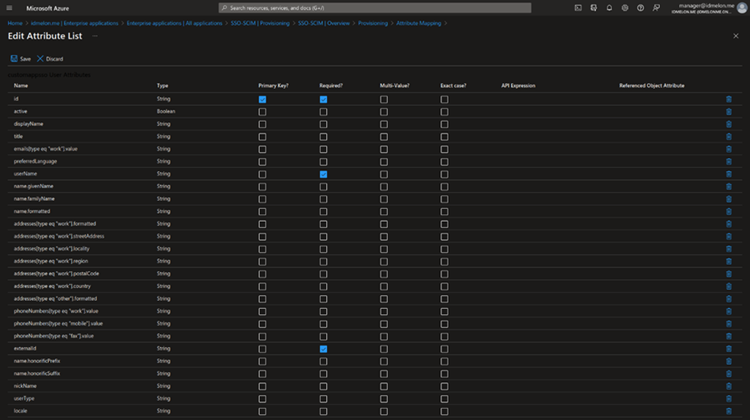 Microsoft Azure
Search resources, services, and docs (G+/)
manager@idmelon.me
Home > idmelon.me | Enterprise applications > Enterprise applications | All applications > SSO-SCIM | Provisioning > SSO-SCIM | Overview > Provisioning > Attribute Mapping >
Edit Attribute List ...
Save Discard
Name Type Primary Key? Required? Multi-Value? Exact case? API Expression Referenced Object Attribute
id String
active Boolean
displayName String
title String
emails[type eq "work"].value String
preferredLanguage String
userName String
name.givenName String
name.familyName String
name.formatted String
addresses[type eq "work"].formatted String
addresses[type eq "work"].streetAddress String
addresses[type eq "work"].locality String
addresses[type eq "work"].region String
addresses[type eq "work"].postalCode String
addresses[type eq "work"].country String
addresses[type eq "other"].formatted String
phoneNumbers[type eq "work"].value String
phoneNumbers[type eq "mobile"].value String
phoneNumbers[type eq "fax"].value String
externalId String
name.honorificPrefix String
name.honorificSuffix String
nickName String
userType String
locale String